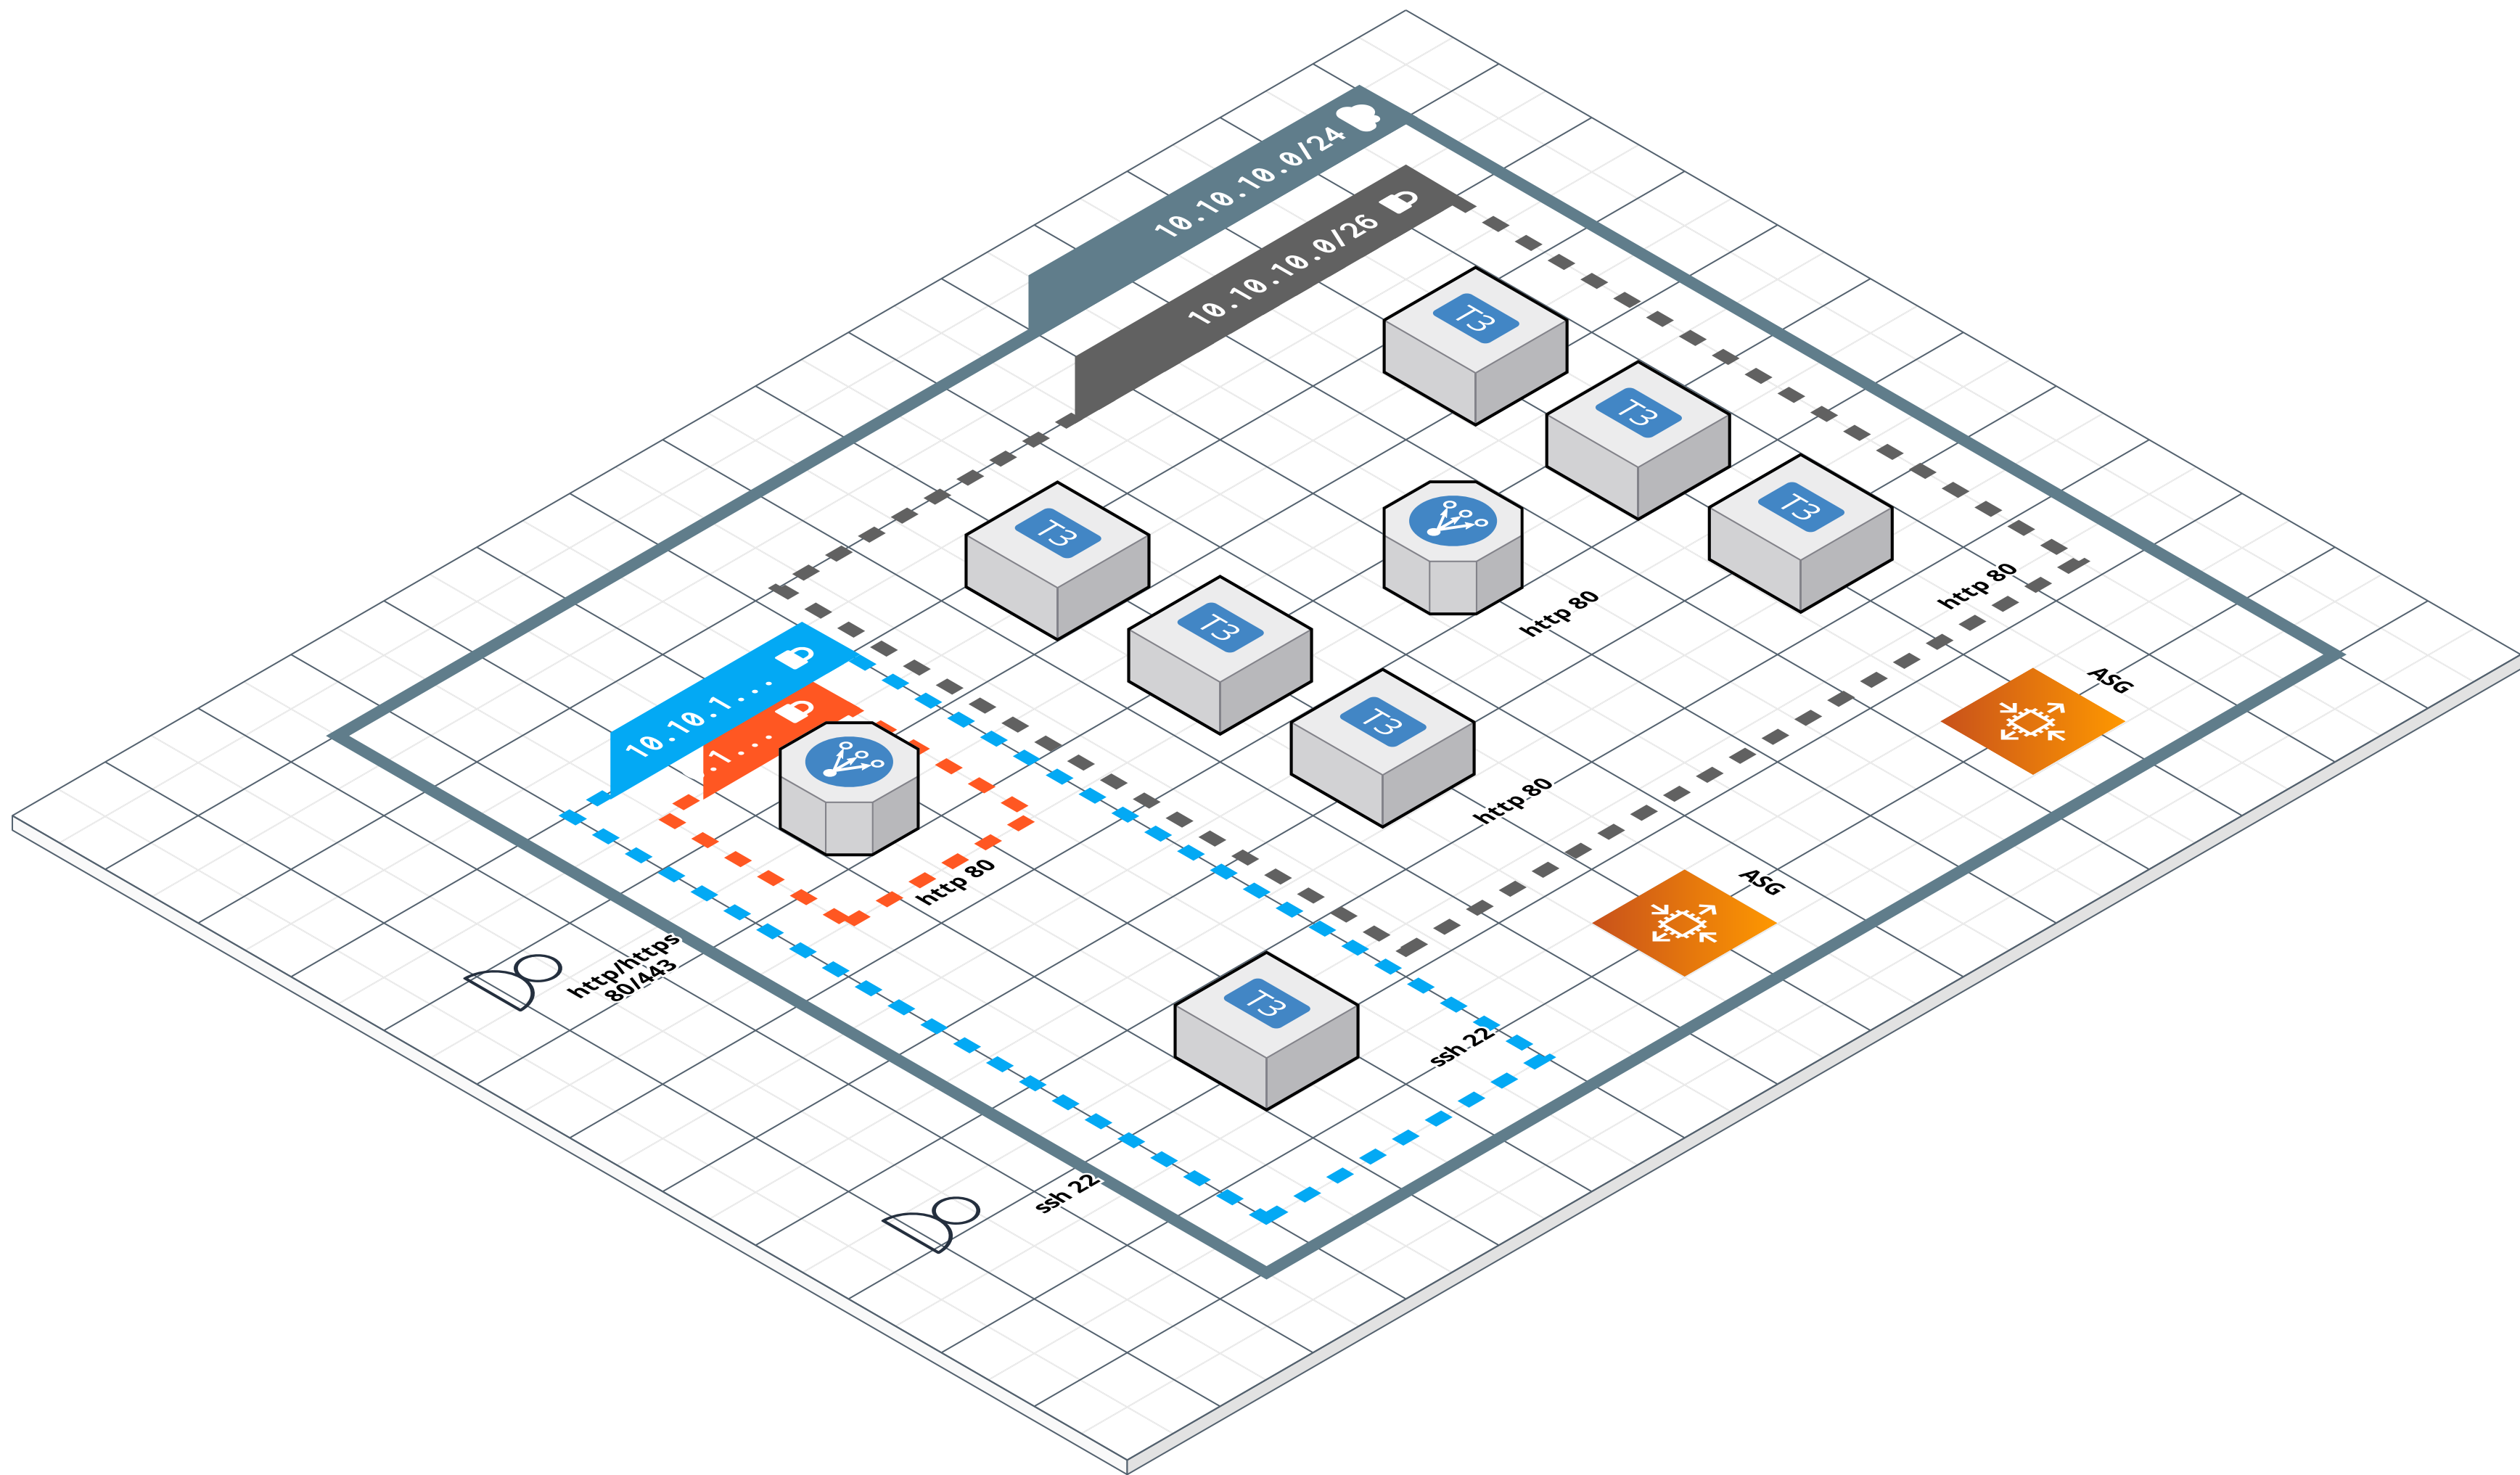 10.10.10.0/24
10.10.10.0/26
T3
T3
T3
T3
T3
T3
http 80
http 80
10.10.1...
.1...
ASG
http 80
http 80
ASG
http/https
80/443
T3
ssh 22
ssh 22